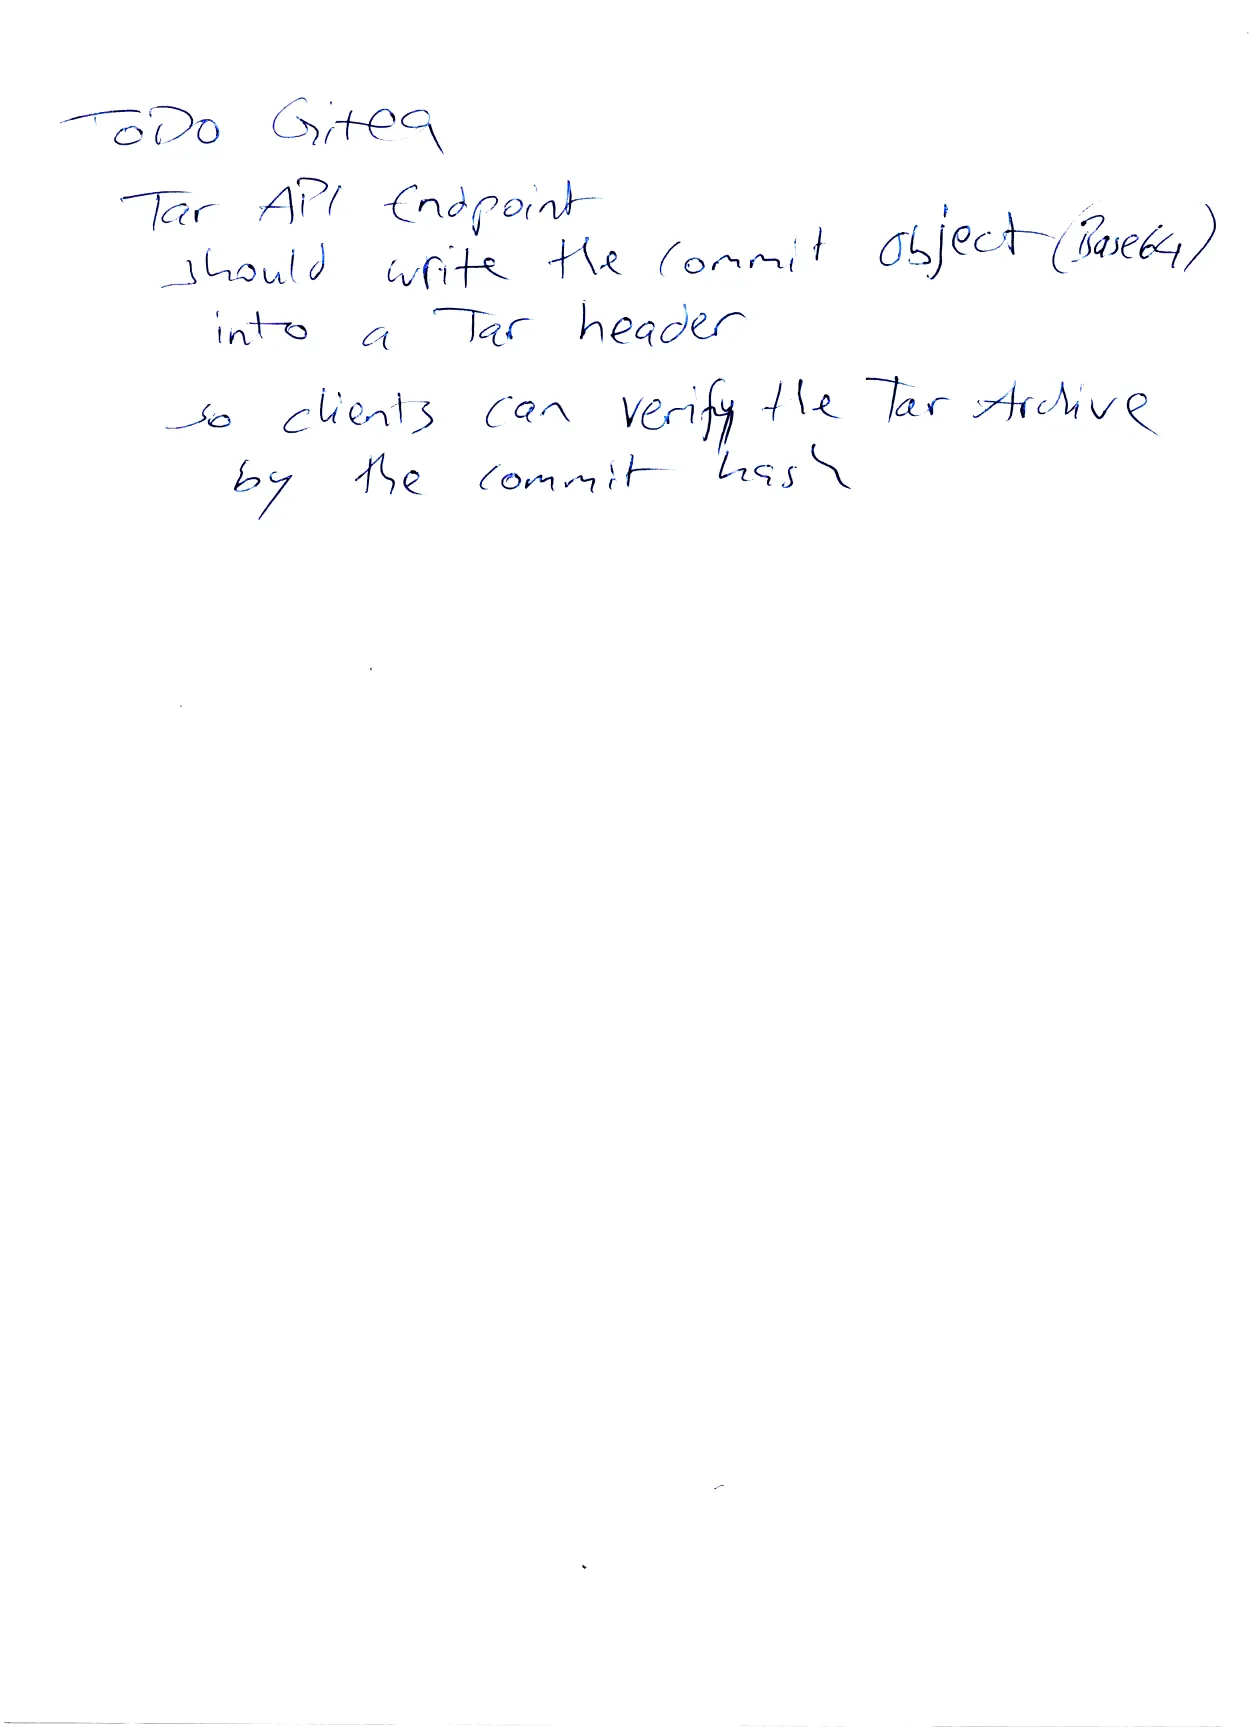 ToDo Gitea
Tar API Endpoint
should write the commit object (Base64)
into a Tar header
so clients can verify the Tar Archive
by the commit hash